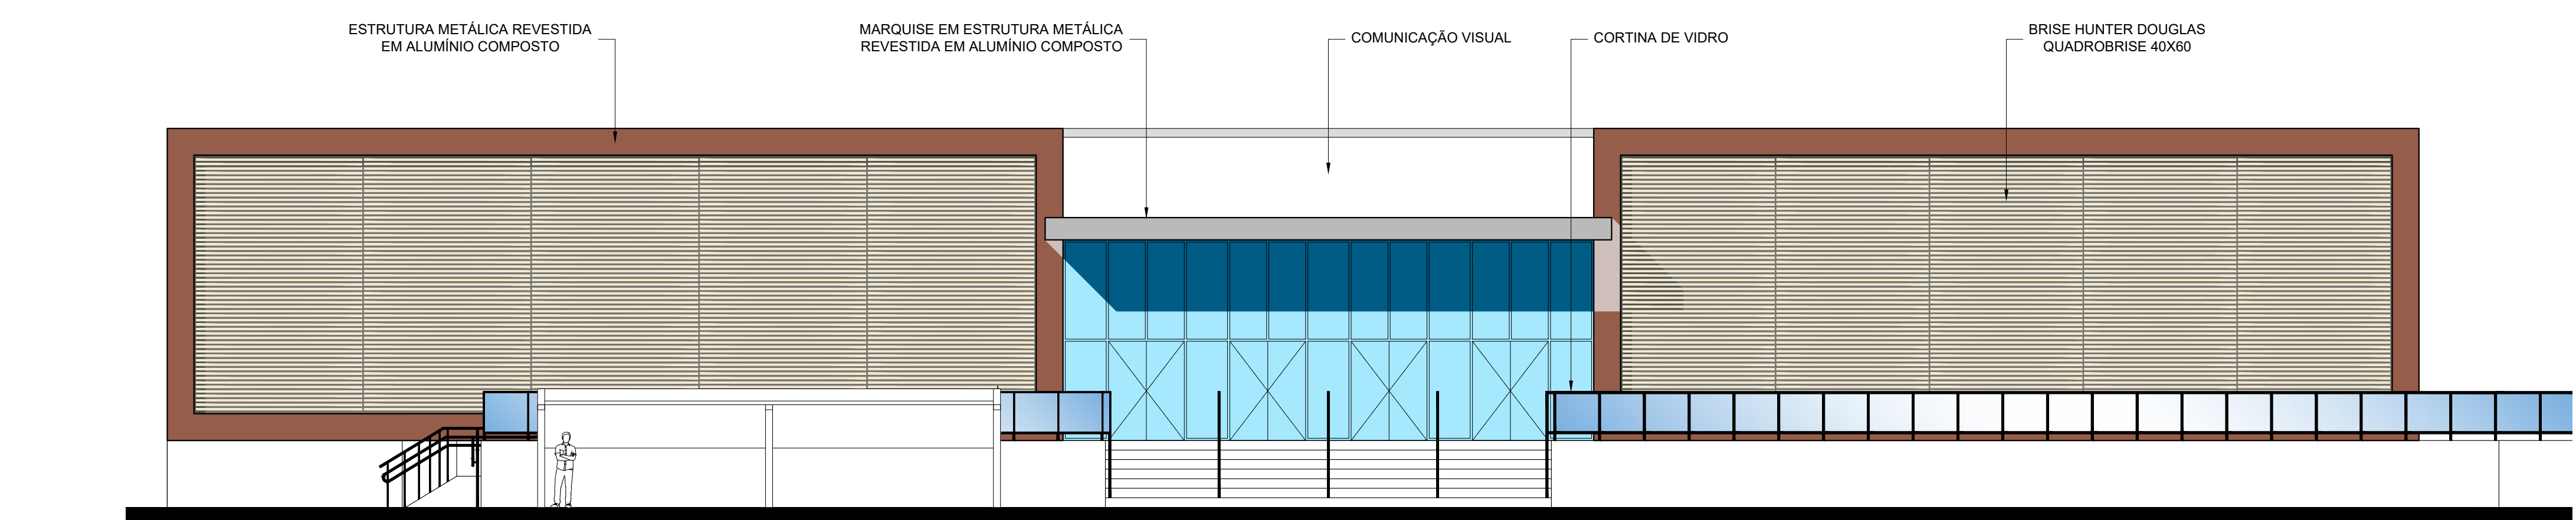 ESTRUTURA METÁLICA REVESTIDA
EM ALUMÍNIO COMPOSTO
MARQUISE EM ESTRUTURA METÁLICA
REVESTIDA EM ALUMÍNIO COMPOSTO
COMUNICAÇÃO VISUAL
CORTINA DE VIDRO
BRISE HUNTER DOUGLAS
QUADROBRISE 40X60